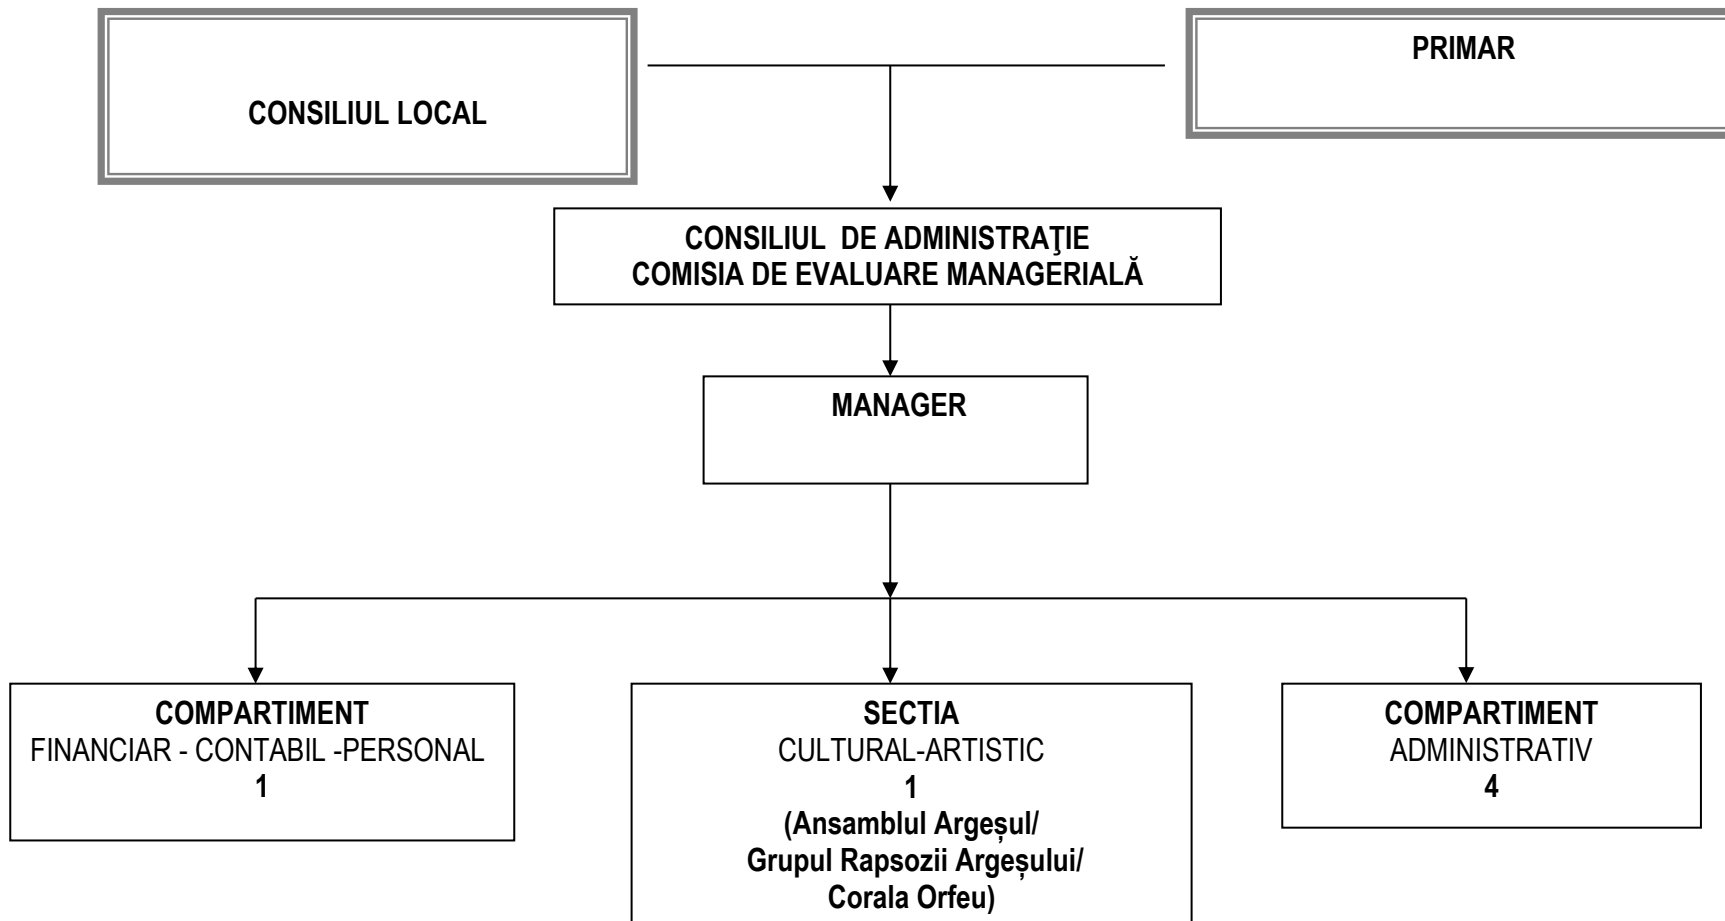 CONSILIUL LOCAL
PRIMAR
CONSILIUL DE ADMINISTRAŢIE
COMISIA DE EVALUARE MANAGERIALĂ
MANAGER
COMPARTIMENT
FINANCIAR - CONTABIL -PERSONAL
1
SECTIA
CULTURAL-ARTISTIC
1
(Ansamblul Argeșul/
Grupul Rapsozii Argeșului/
Corala Orfeu)
COMPARTIMENT
ADMINISTRATIV
4